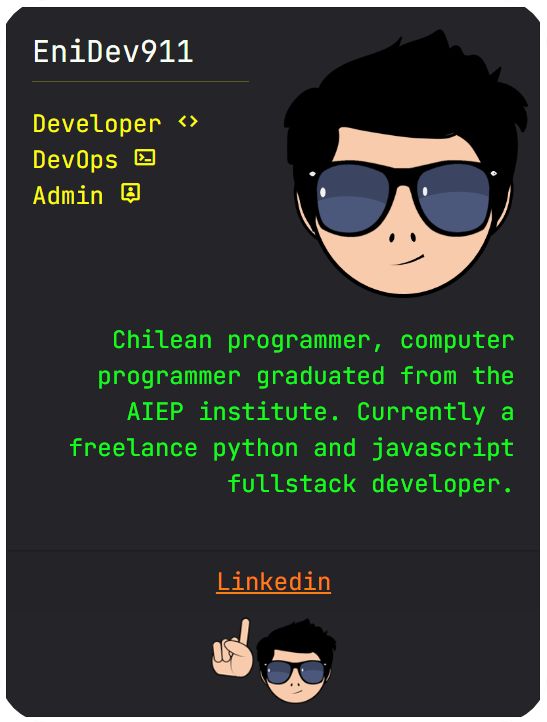 EniDev911
Developer <>
DevOps
Admin
Chilean programmer, computer
programmer graduated from the
AIEP institute. Currently a
freelance python and javascript
fullstack developer.
Linkedin